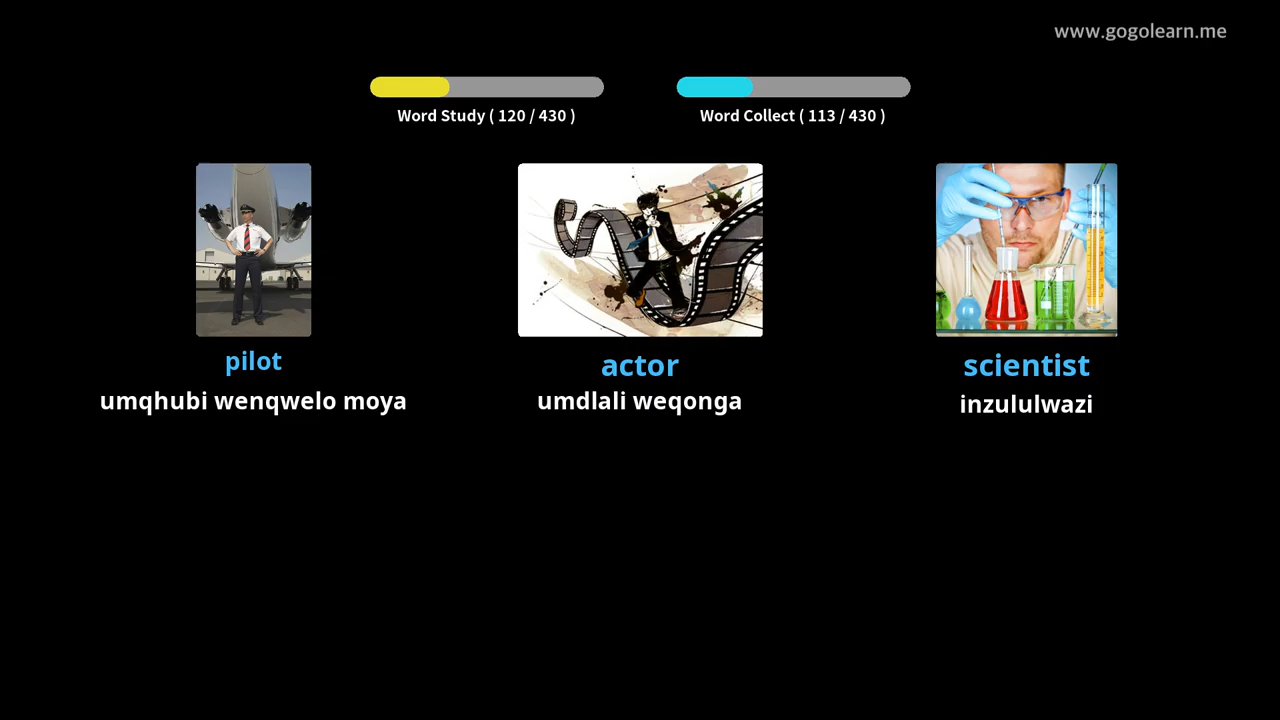 www.gogolearn.me
Word Study ( 120 / 430 )
Word Collect ( 113 / 430 )
pilot
umqhubi wenqwelo moya
actor
umdlali weqonga
scientist
inzululwazi